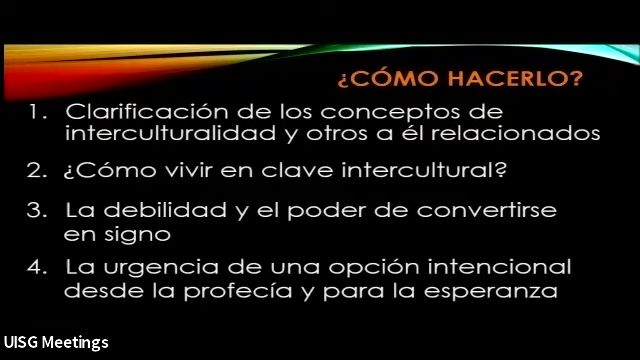 ¿CÓMO HACERLO?
1. Clarificación de los conceptos de
interculturalidad y otros a él relacionados
2. ¿Cómo vivir en clave intercultural?
3. La debilidad y el poder de convertirse
en signo
4. La urgencia de una opción intencional
desde la profecía y para la esperanza
UISG Meetings